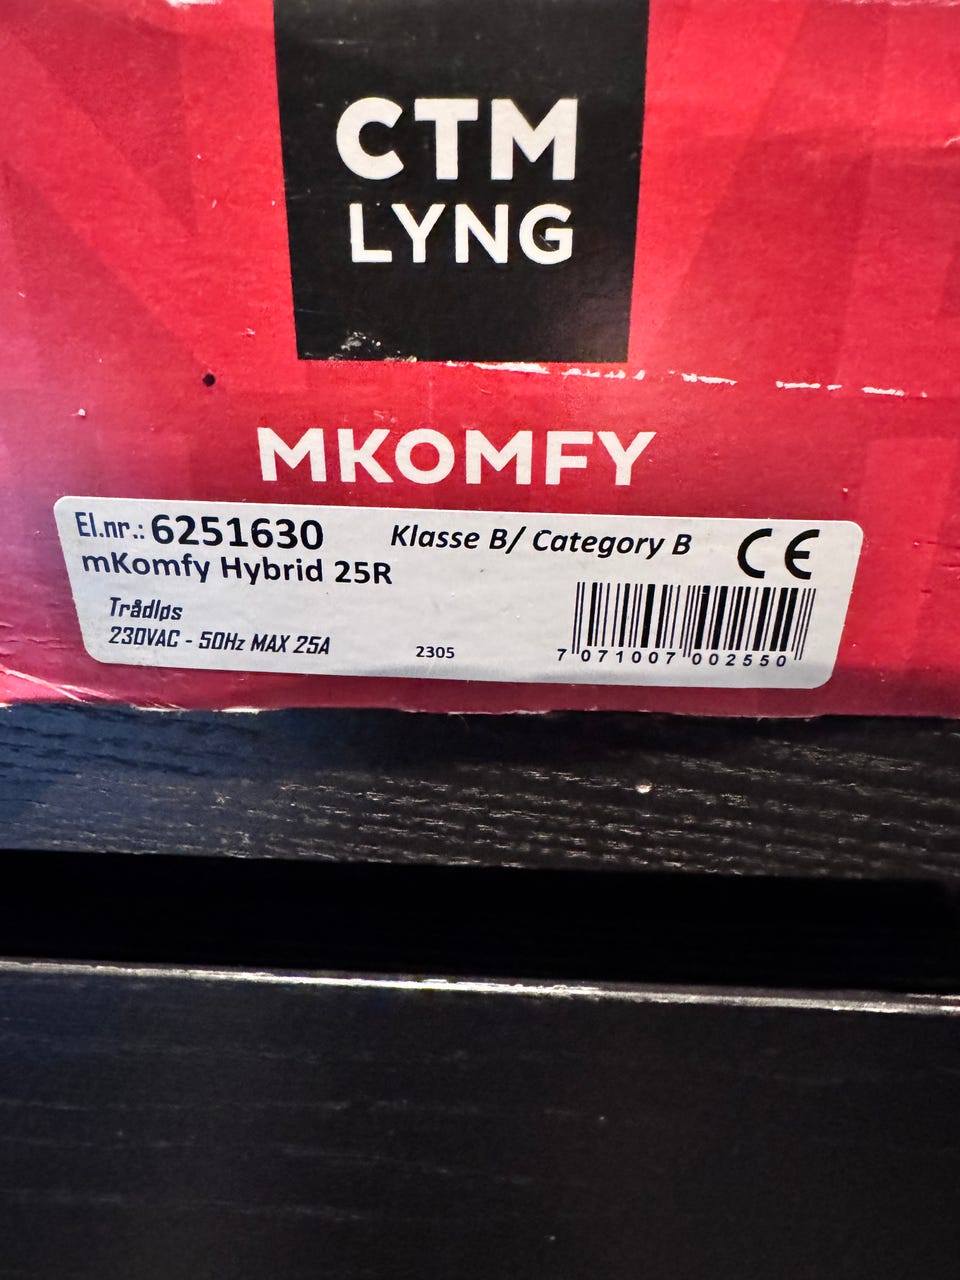 CTM
LYNG
MKOMFY
El.nr.: 6251630
Klasse B/ Category B
CE
mKomfy Hybrid 25R
Trådløs
230VAC - 50Hz MAX 25A
2305
7 071007 002550